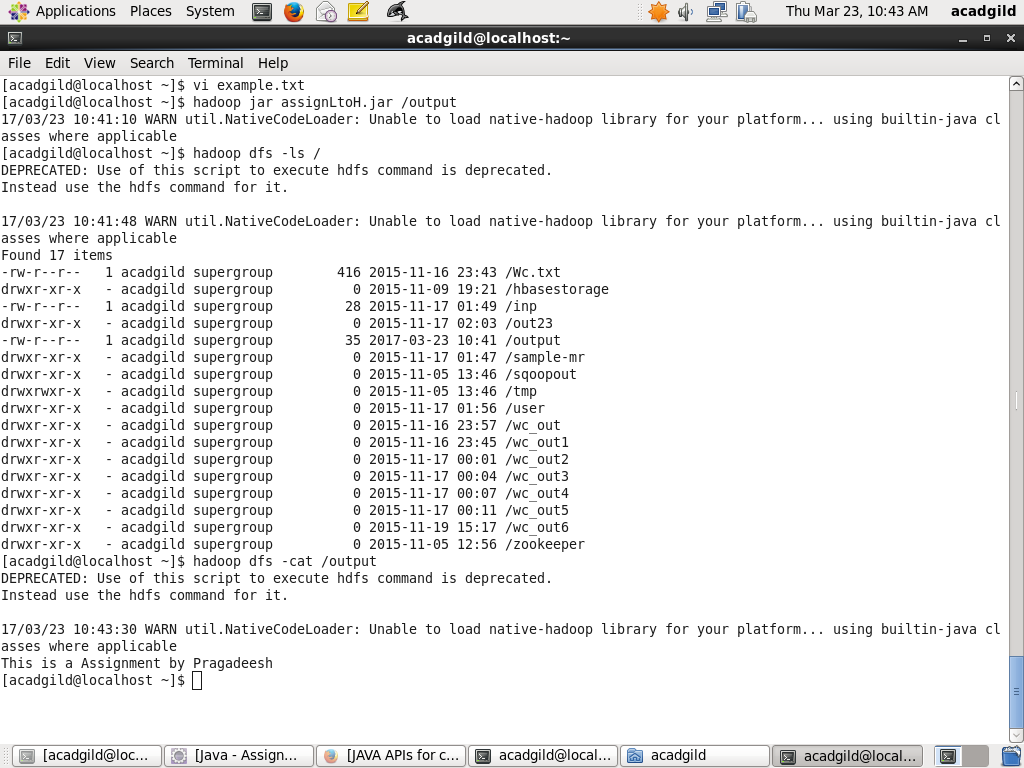 Applications Places System Thu Mar 23, 10:43 AM acadgild
acadgild@localhost:~
File Edit View Search Terminal Help
[acadgild@localhost ~]$ vi example.txt
[acadgild@localhost ~]$ hadoop jar assignLtoH.jar /output
17/03/23 10:41:10 WARN util.NativeCodeLoader: Unable to load native-hadoop library for your platform... using builtin-java cl
asses where applicable
[acadgild@localhost ~]$ hadoop dfs -ls /
DEPRECATED: Use of this script to execute hdfs command is deprecated.
Instead use the hdfs command for it.
17/03/23 10:41:48 WARN util.NativeCodeLoader: Unable to load native-hadoop library for your platform... using builtin-java cl
asses where applicable
Found 17 items
-rw-r--r--   1 acadgild supergroup        416 2015-11-16 23:43 /Wc.txt
drwxr-xr-x   - acadgild supergroup          0 2015-11-09 19:21 /hbasestorage
-rw-r--r--   1 acadgild supergroup         28 2015-11-17 01:49 /inp
drwxr-xr-x   - acadgild supergroup          0 2015-11-17 02:03 /out23
-rw-r--r--   1 acadgild supergroup         35 2017-03-23 10:41 /output
drwxr-xr-x   - acadgild supergroup          0 2015-11-17 01:47 /sample-mr
drwxr-xr-x   - acadgild supergroup          0 2015-11-05 13:46 /sqoopout
drwxrwxr-x   - acadgild supergroup          0 2015-11-05 13:46 /tmp
drwxr-xr-x   - acadgild supergroup          0 2015-11-17 01:56 /user
drwxr-xr-x   - acadgild supergroup          0 2015-11-16 23:57 /wc_out
drwxr-xr-x   - acadgild supergroup          0 2015-11-16 23:45 /wc_out1
drwxr-xr-x   - acadgild supergroup          0 2015-11-17 00:01 /wc_out2
drwxr-xr-x   - acadgild supergroup          0 2015-11-17 00:04 /wc_out3
drwxr-xr-x   - acadgild supergroup          0 2015-11-17 00:07 /wc_out4
drwxr-xr-x   - acadgild supergroup          0 2015-11-17 00:11 /wc_out5
drwxr-xr-x   - acadgild supergroup          0 2015-11-19 15:17 /wc_out6
drwxr-xr-x   - acadgild supergroup          0 2015-11-05 12:56 /zookeeper
[acadgild@localhost ~]$ hadoop dfs -cat /output
DEPRECATED: Use of this script to execute hdfs command is deprecated.
Instead use the hdfs command for it.
17/03/23 10:43:30 WARN util.NativeCodeLoader: Unable to load native-hadoop library for your platform... using builtin-java cl
asses where applicable
This is a Assignment by Pragadeesh
[acadgild@localhost ~]$
[acadgild@loc... [Java - Assign... [JAVA APIs for c... acadgild@local... acadgild acadgild@local...